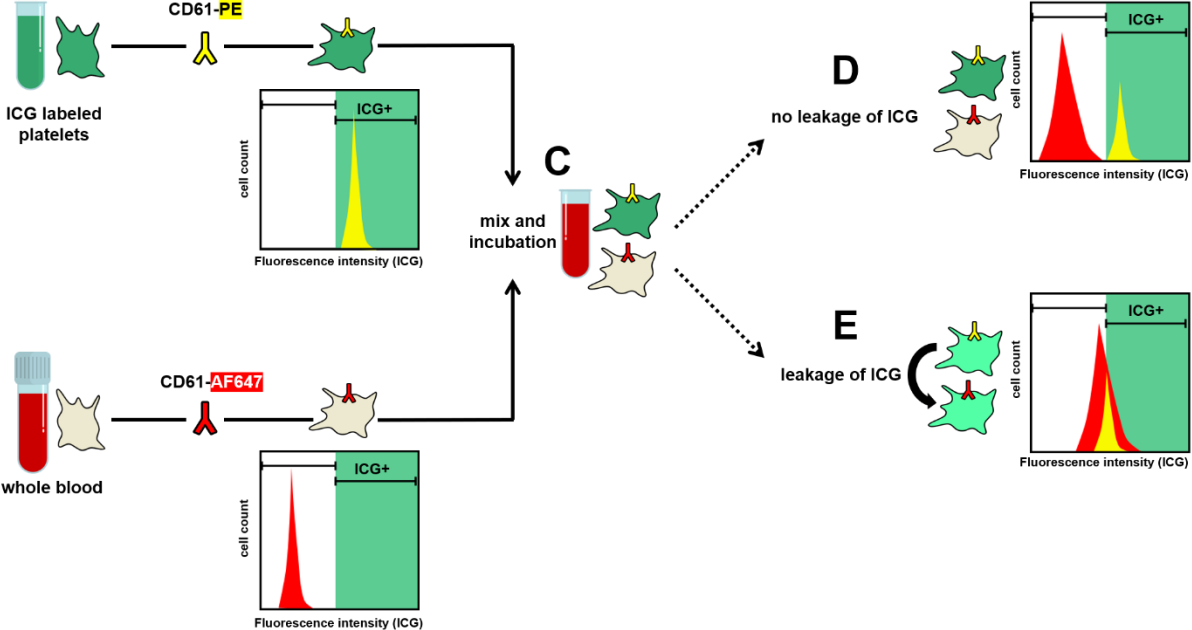 CD61-PE
ICG labeled
platelets
ICG+
cell count
Fluorescence intensity (ICG)
C
mix and
incubation
CD61-AF647
whole blood
ICG+
cell count
Fluorescence intensity (ICG)
D
no leakage of ICG
ICG+
cell count
Fluorescence intensity (ICG)
E
leakage of ICG
ICG+
cell count
Fluorescence intensity (ICG)